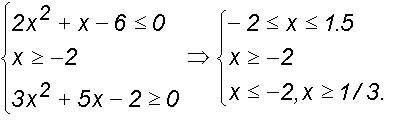 2x² + x - 6 ≤ 0
x ≥ -2
3x² + 5x - 2 ≥ 0
⇒
- 2 ≤ x ≤ 1.5
x ≥ -2
x ≤ -2, x ≥ 1/3.